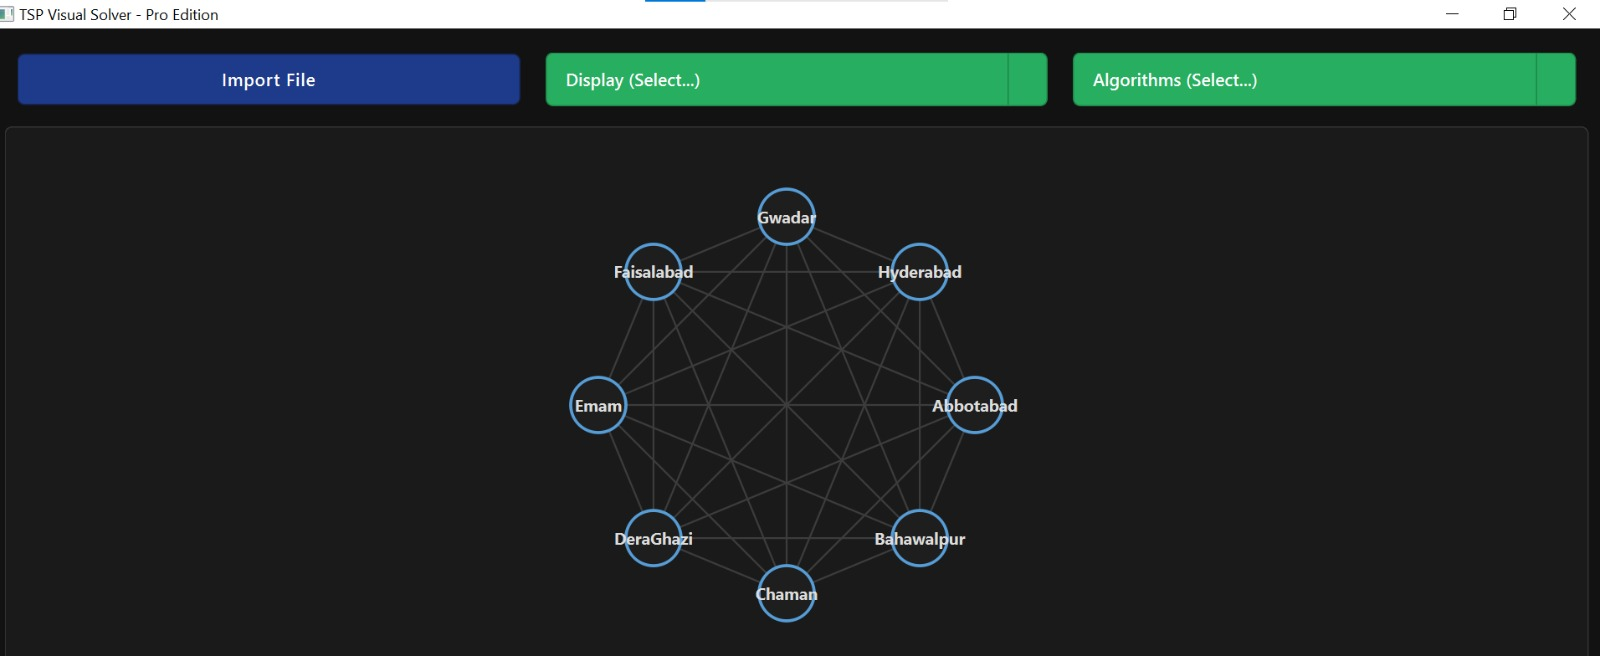 TSP Visual Solver - Pro Edition
Import File
Display (Select...)
Algorithms (Select...)
Gwadar
Faisalabad
Hyderabad
Emam
Abbotabad
DeraGhazi
Bahawalpur
Chaman